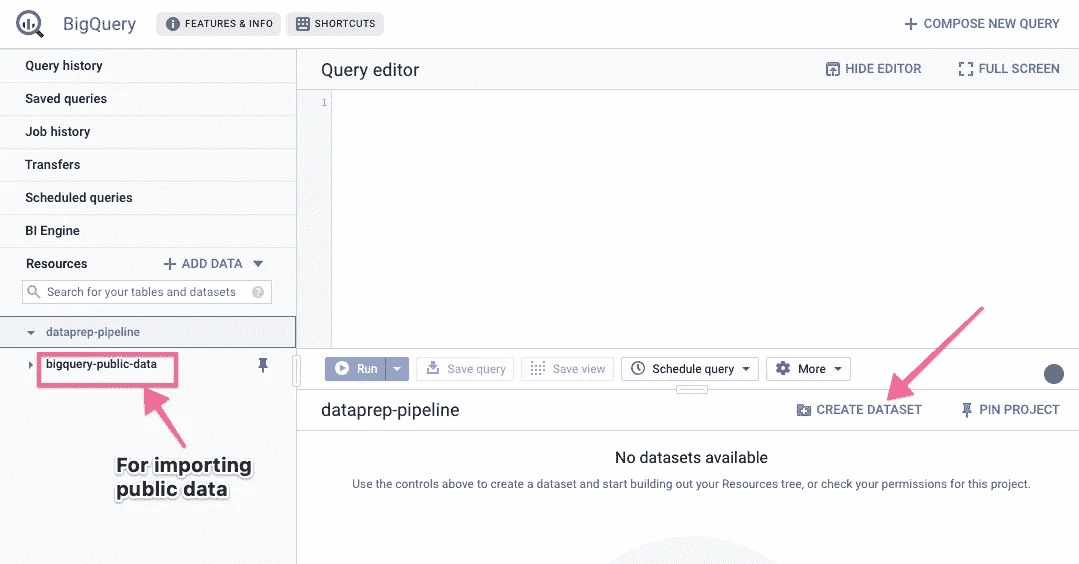 BigQuery
FEATURES & INFO
SHORTCUTS
COMPOSE NEW QUERY
Query history
Saved queries
Job history
Transfers
Scheduled queries
BI Engine
Resources
ADD DATA
Search for your tables and datasets
dataprep-pipeline
bigquery-public-data
For importing
public data
Query editor
HIDE EDITOR
FULL SCREEN
1
Run
Save query
Save view
Schedule query
More
dataprep-pipeline
CREATE DATASET
PIN PROJECT
No datasets available
Use the controls above to create a dataset and start building out your Resources tree, or check your permissions for this project.